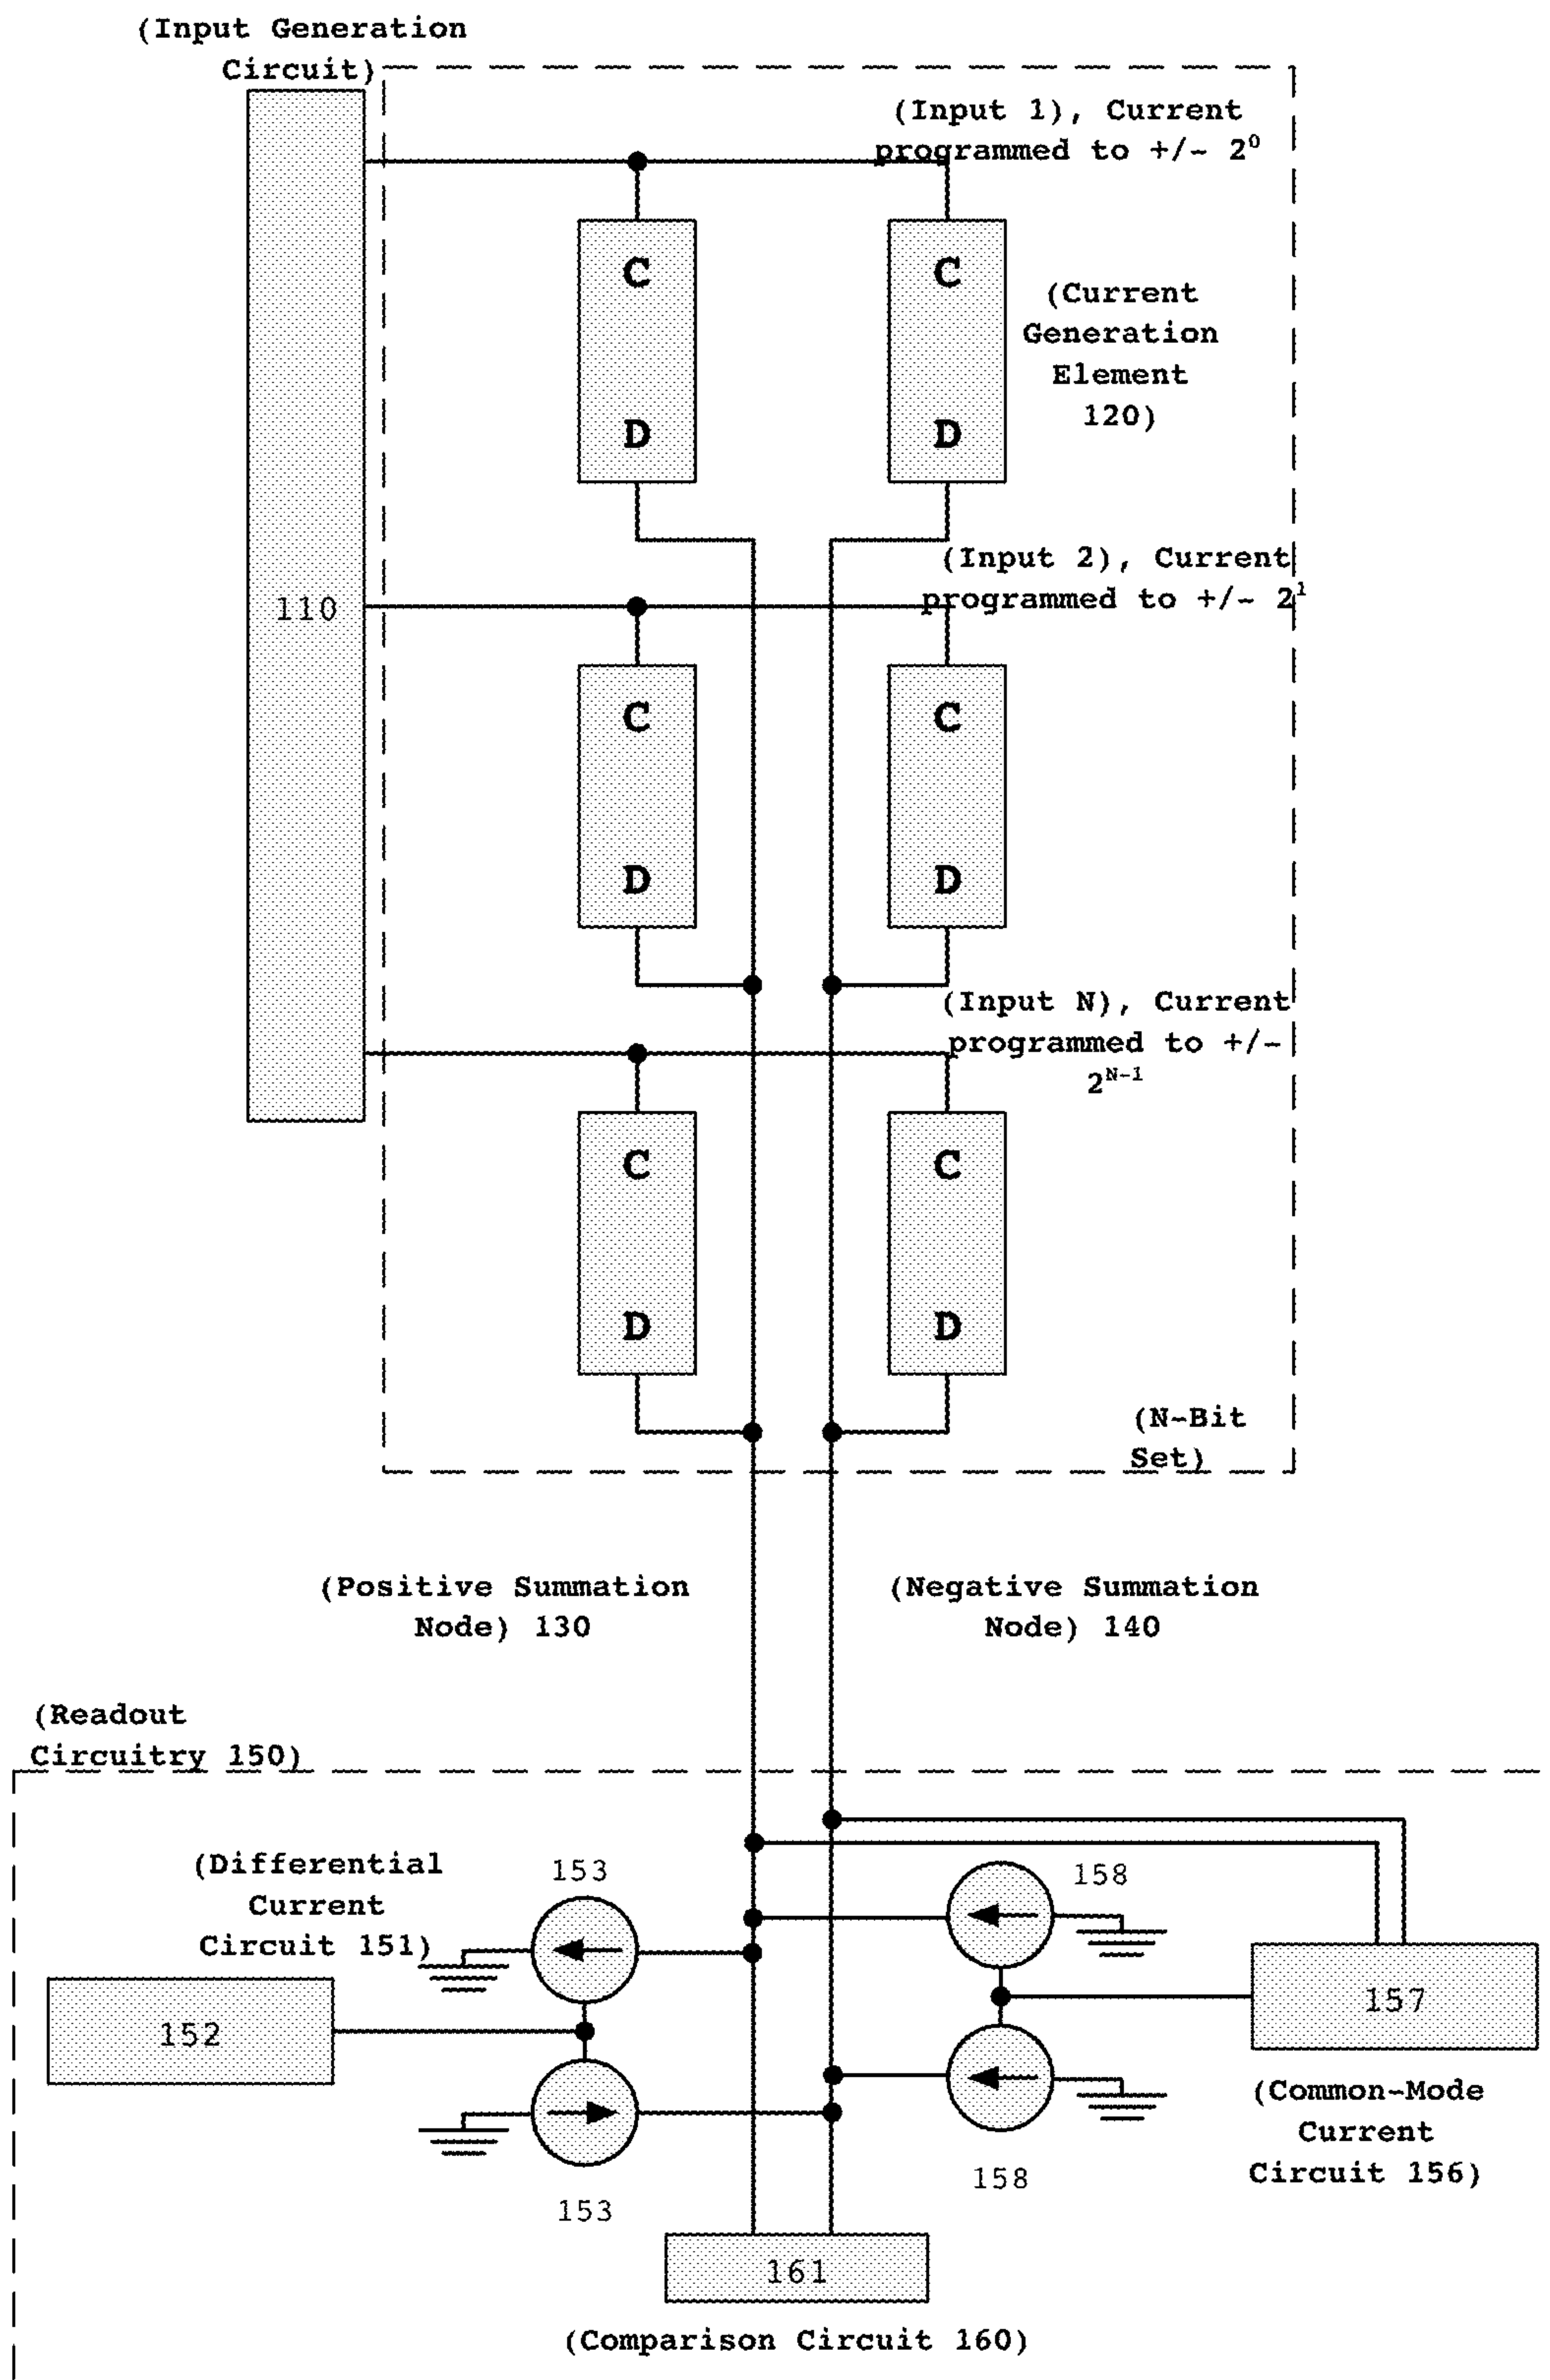 (Input Generation
Circuit)
(Input 1), Current
programmed to +/- 2⁰
C
C
(Current
Generation
Element
120)
D
D
(Input 2), Current
programmed to +/- 2¹
110
C
C
D
D
(Input N), Current
programmed to +/-
2ᴺ⁻¹
C
C
D
D
(N-Bit
Set)
(Positive Summation
Node) 130
(Negative Summation
Node) 140
(Readout
Circuitry 150)
(Differential
Current
Circuit 151)
153
158
152
157
(Common-Mode
Current
Circuit 156)
153
158
161
(Comparison Circuit 160)